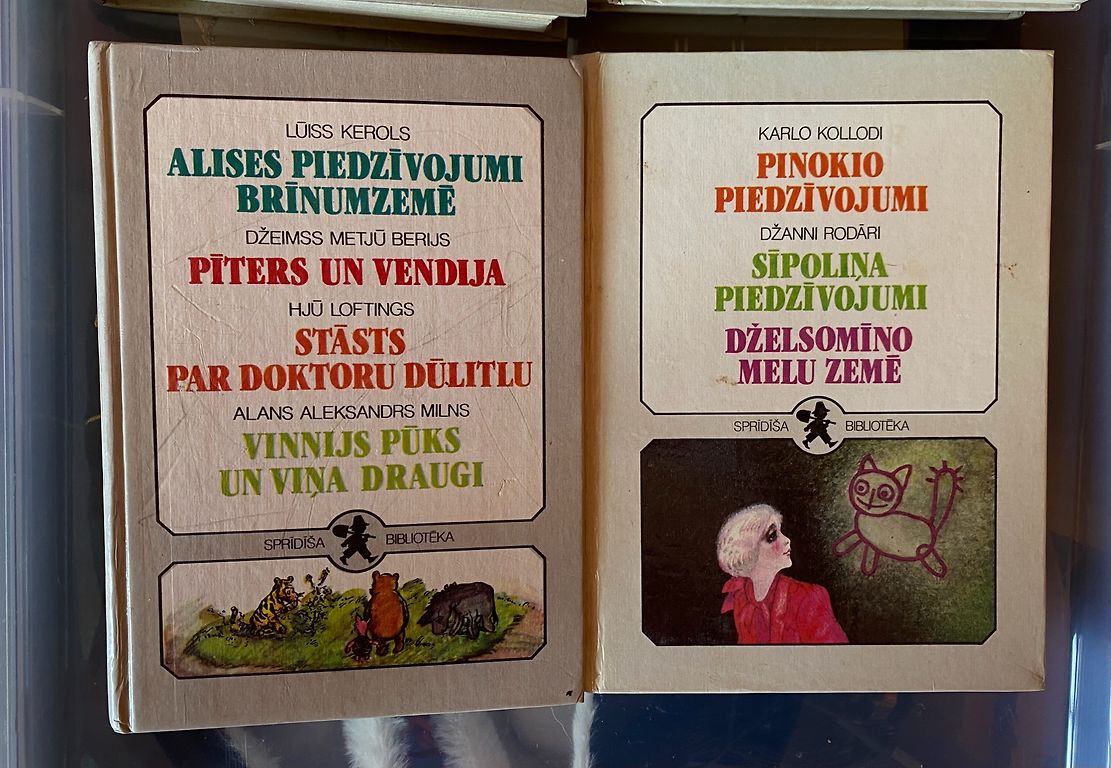 LŪISS KEROLS
ALISES PIEDZĪVOJUMI
BRĪNUMZEMĒ
DŽEIMSS METJŪ BERIJS
PĪTERS UN VENDIJA
HJŪ LOFTINGS
STĀSTS
PAR DOKTORU DŪLITLU
ALANS ALEKSANDRS MILNS
VINNIJS PŪKS
UN VIŅA DRAUGI
SPRĪDĪŠA BIBLIOTĒKA
KARLO KOLLODI
PINOKIO
PIEDZĪVOJUMI
DŽANNI RODĀRI
SĪPOLIŅA
PIEDZĪVOJUMI
DŽELSOMĪNO
MELU ZEMĒ
SPRĪDĪŠA BIBLIOTĒKA